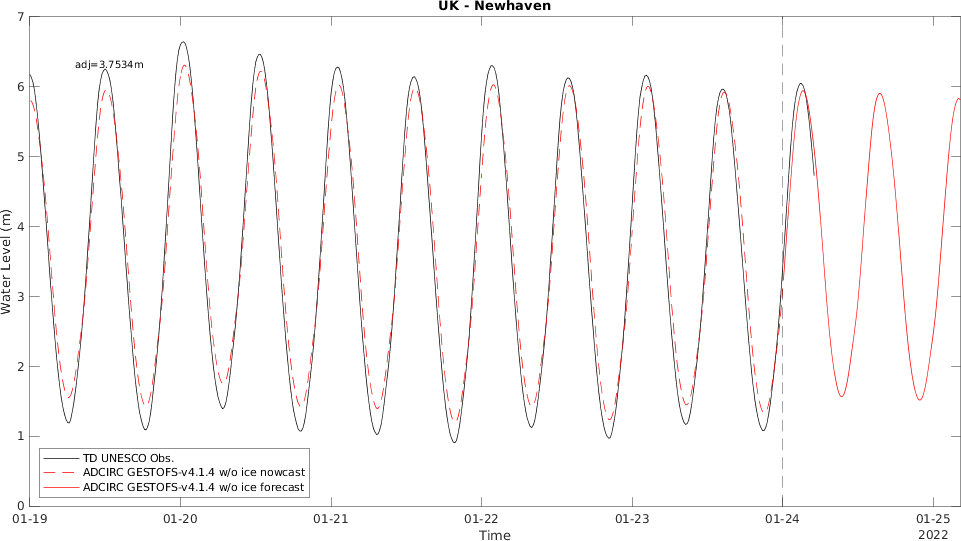 UK - Newhaven
adj=3.7534m
Water Level (m)
7
6
5
4
3
2
1
0
TD UNESCO Obs.
ADCIRC GESTOFS-v4.1.4 w/o ice nowcast
ADCIRC GESTOFS-v4.1.4 w/o ice forecast
01-19 01-20 01-21 01-22 01-23 01-24 01-25
Time
2022